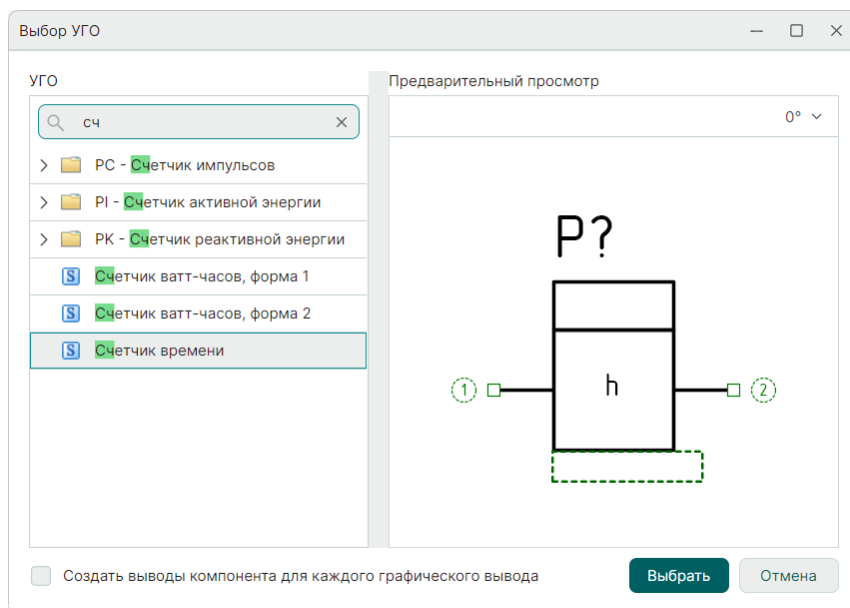 Выбор УГО
УГО
Предварительный просмотр
сч
0°
PC - Счетчик импульсов
PI - Счетчик активной энергии
PK - Счетчик реактивной энергии
S Счетчик ватт-часов, форма 1
S Счетчик ватт-часов, форма 2
S Счетчик времени
P?
h
1
2
Создать выводы компонента для каждого графического вывода
Выбрать
Отмена